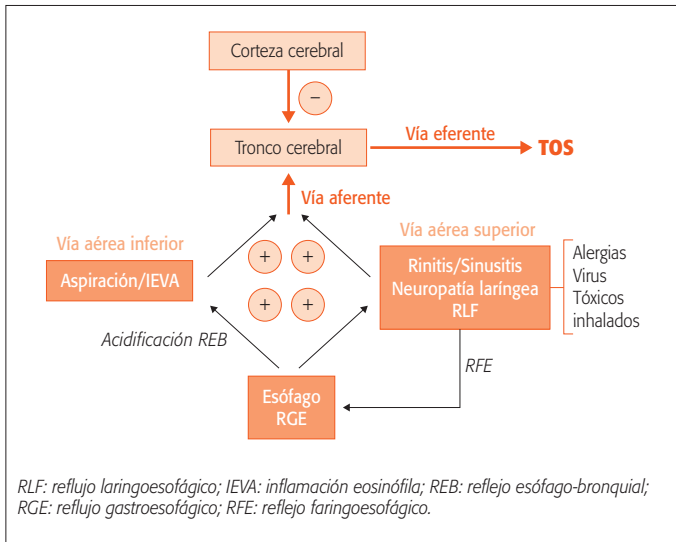 Corteza cerebral
−
Tronco cerebral
Vía eferente
TOS
Vía aferente
Vía aérea inferior
Vía aérea superior
Aspiración/IEVA
+ +
+ +
Rinitis/Sinusitis
Neuropatía laríngea
RLF
Alergias
Virus
Tóxicos
inhalados
Acidificación REB
RFE
Esófago
RGE
RLF: reflujo laringoesofágico; IEVA: inflamación eosinófila; REB: reflejo esófago-bronquial;
RGE: reflujo gastroesofágico; RFE: reflejo faringoesofágico.